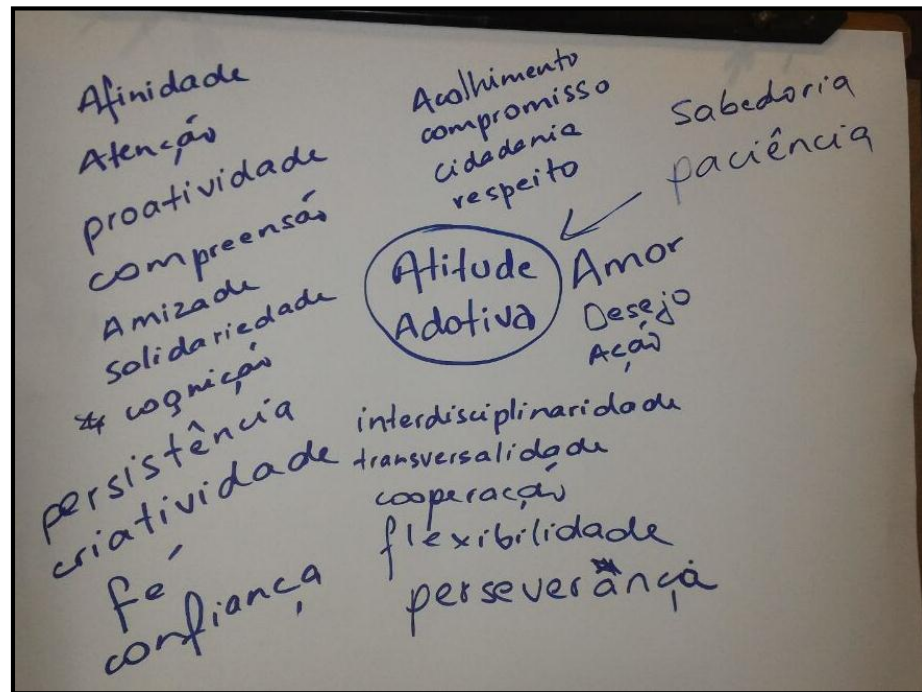 Afinidade
Atenção
proatividade
compreensão
Amizade
Solidariedade
* cognição
persistência
criatividade
fé
confiança
Acolhimento
compromisso
cidadania
respeito
Sabedoria
paciência
Atitude
Adotiva
Amor
Desejo
Ação
interdisciplinaridade
transversalidade
cooperação
flexibilidade
perseverança